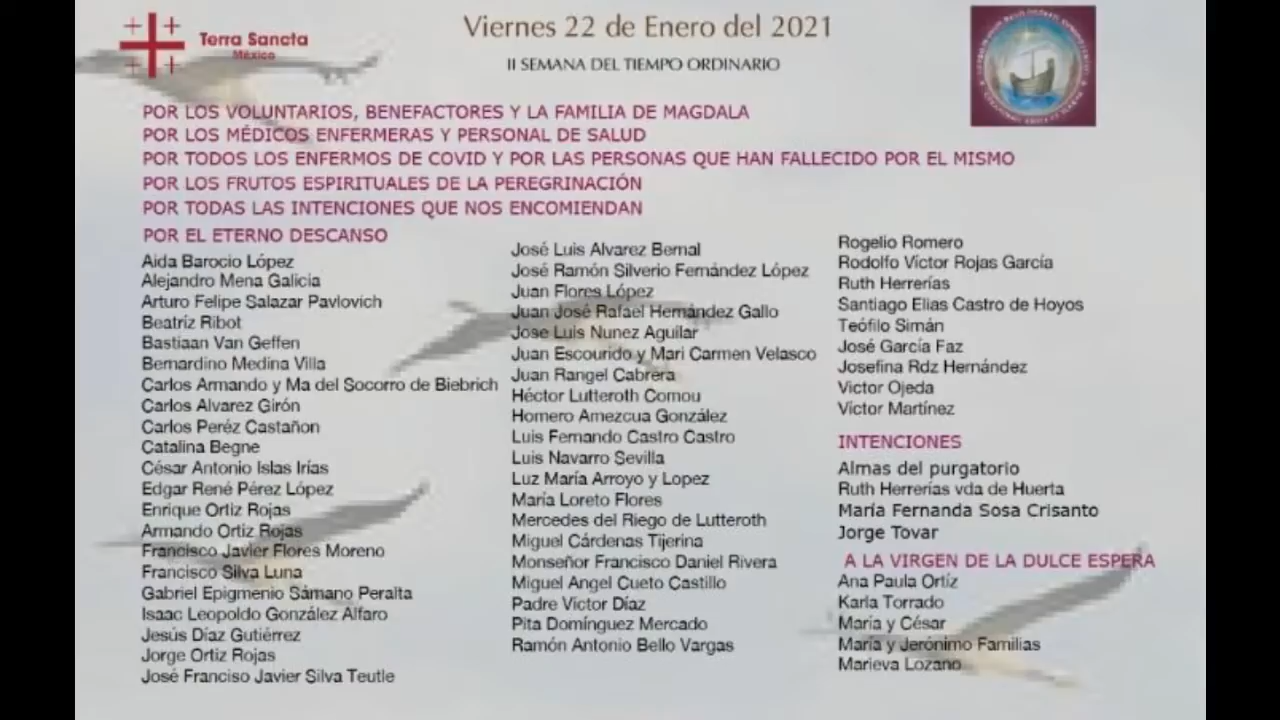 Terra Sancta
México
Viernes 22 de Enero del 2021
II SEMANA DEL TIEMPO ORDINARIO
POR LOS VOLUNTARIOS, BENEFACTORES Y LA FAMILIA DE MAGDALA
POR LOS MÉDICOS ENFERMERAS Y PERSONAL DE SALUD
POR TODOS LOS ENFERMOS DE COVID Y POR LAS PERSONAS QUE HAN FALLECIDO POR EL MISMO
POR LOS FRUTOS ESPIRITUALES DE LA PEREGRINACIÓN
POR TODAS LAS INTENCIONES QUE NOS ENCOMIENDAN
POR EL ETERNO DESCANSO
Aida Barocio López
Alejandro Mena Galicia
Arturo Felipe Salazar Pavlovich
Beatríz Ribot
Bastiaan Van Geffen
Bernardino Medina Villa
Carlos Armando y Ma del Socorro de Biebrich
Carlos Alvarez Girón
Carlos Peréz Castañon
Catalina Begne
César Antonio Islas Irías
Edgar René Pérez López
Enrique Ortiz Rojas
Armando Ortiz Rojas
Francisco Javier Flores Moreno
Francisco Silva Luna
Gabriel Epigmenio Sámano Peralta
Isaac Leopoldo González Alfaro
Jesús Díaz Gutiérrez
Jorge Ortiz Rojas
José Franciso Javier Silva Teutle
José Luis Alvarez Bernal
José Ramón Silverio Fernández López
Juan Flores López
Juan José Rafael Hernández Gallo
Jose Luis Nunez Aguilar
Juan Escourido y Mari Carmen Velasco
Juan Rangel Cabrera
Héctor Lutteroth Comou
Homero Amezcua González
Luis Fernando Castro Castro
Luis Navarro Sevilla
Luz María Arroyo y Lopez
María Loreto Flores
Mercedes del Riego de Lutteroth
Miguel Cárdenas Tijerina
Monseñor Francisco Daniel Rivera
Miguel Angel Cueto Castillo
Padre Victor Díaz
Pita Domínguez Mercado
Ramón Antonio Bello Vargas
Rogelio Romero
Rodolfo Víctor Rojas García
Ruth Herrerías
Santiago Elias Castro de Hoyos
Teófilo Simán
José García Faz
Josefina Rdz Hernández
Victor Ojeda
Víctor Martínez
INTENCIONES
Almas del purgatorio
Ruth Herrerías vda de Huerta
María Fernanda Sosa Crisanto
Jorge Tovar
A LA VIRGEN DE LA DULCE ESPERA
Ana Paula Ortíz
Karla Torrado
María y César
María y Jerónimo Familias
Marieva Lozano